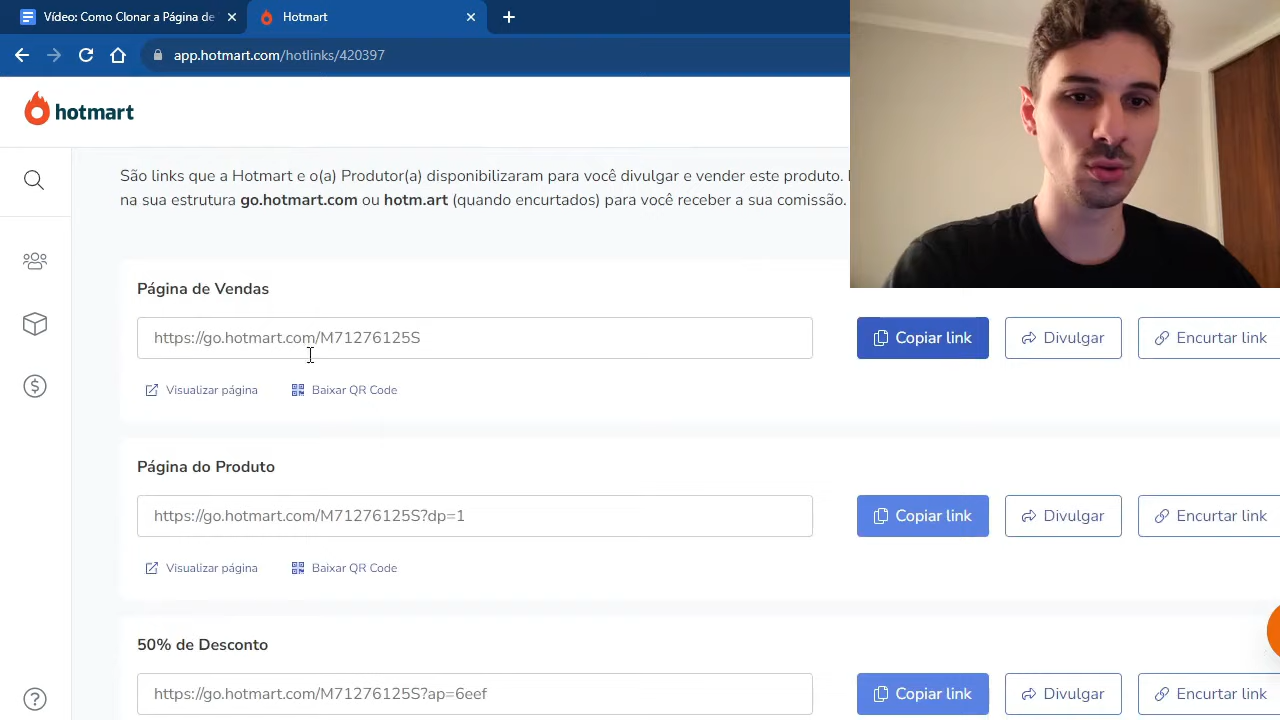 Vídeo: Como Clonar a Página de
Hotmart
app.hotmart.com/hotlinks/420397
hotmart
São links que a Hotmart e o(a) Produtor(a) disponibilizaram para você divulgar e vender este produto.
na sua estrutura go.hotmart.com ou hotm.art (quando encurtados) para você receber a sua comissão.
Página de Vendas
https://go.hotmart.com/M71276125S
Copiar link
Divulgar
Encurtar link
Visualizar página
Baixar QR Code
Página do Produto
https://go.hotmart.com/M71276125S?dp=1
Copiar link
Divulgar
Encurtar link
Visualizar página
Baixar QR Code
50% de Desconto
https://go.hotmart.com/M71276125S?ap=6eef
Copiar link
Divulgar
Encurtar link